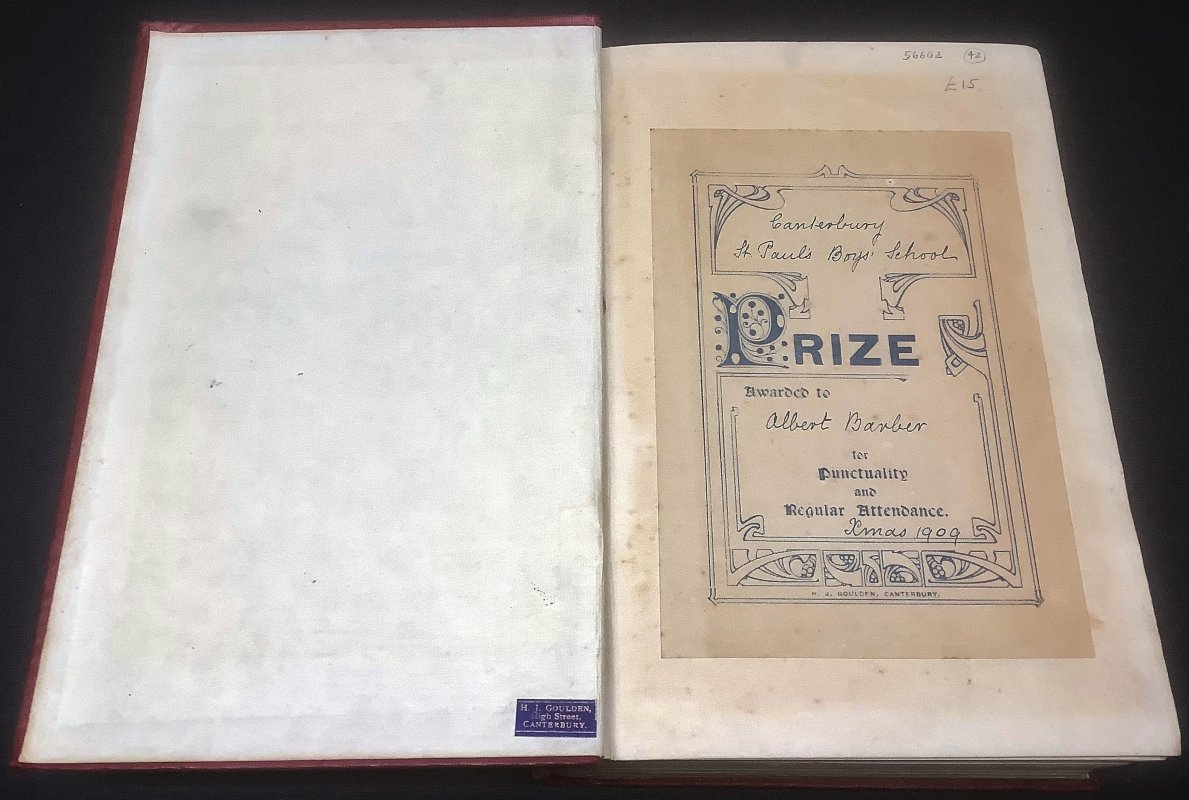 H. J. GOULDEN,
High Street,
CANTERBURY.
56602 42
£15
Canterbury
St Paul's Boys' School
PRIZE
Awarded to
Albert Barber
for
Punctuality
and
Regular Attendance.
Xmas 1909
H. J. GOULDEN, CANTERBURY.